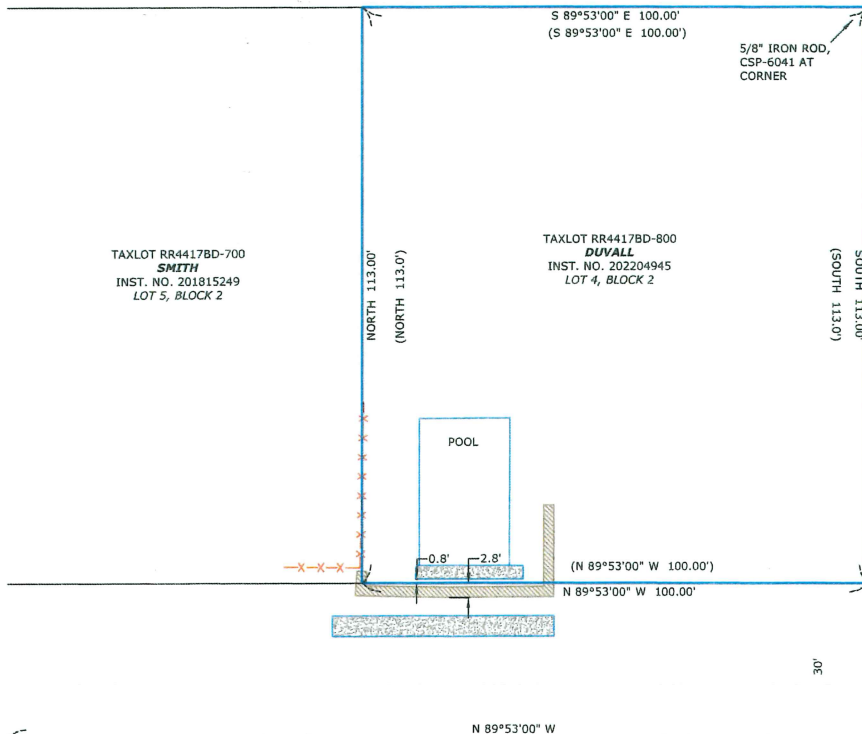 S 89°53'00" E 100.00'
(S 89°53'00" E 100.00')
5/8" IRON ROD,
CSP-6041 AT
CORNER
TAXLOT RR4417BD-700
SMITH
INST. NO. 201815249
LOT 5, BLOCK 2
NORTH 113.00'
(NORTH 113.0')
TAXLOT RR4417BD-800
DUVALL
INST. NO. 202204945
LOT 4, BLOCK 2
(SOUTH 113.0')
SOUTH 113.00'
POOL
0.8'
2.8'
(N 89°53'00" W 100.00')
N 89°53'00" W 100.00'
30'
N 89°53'00" W